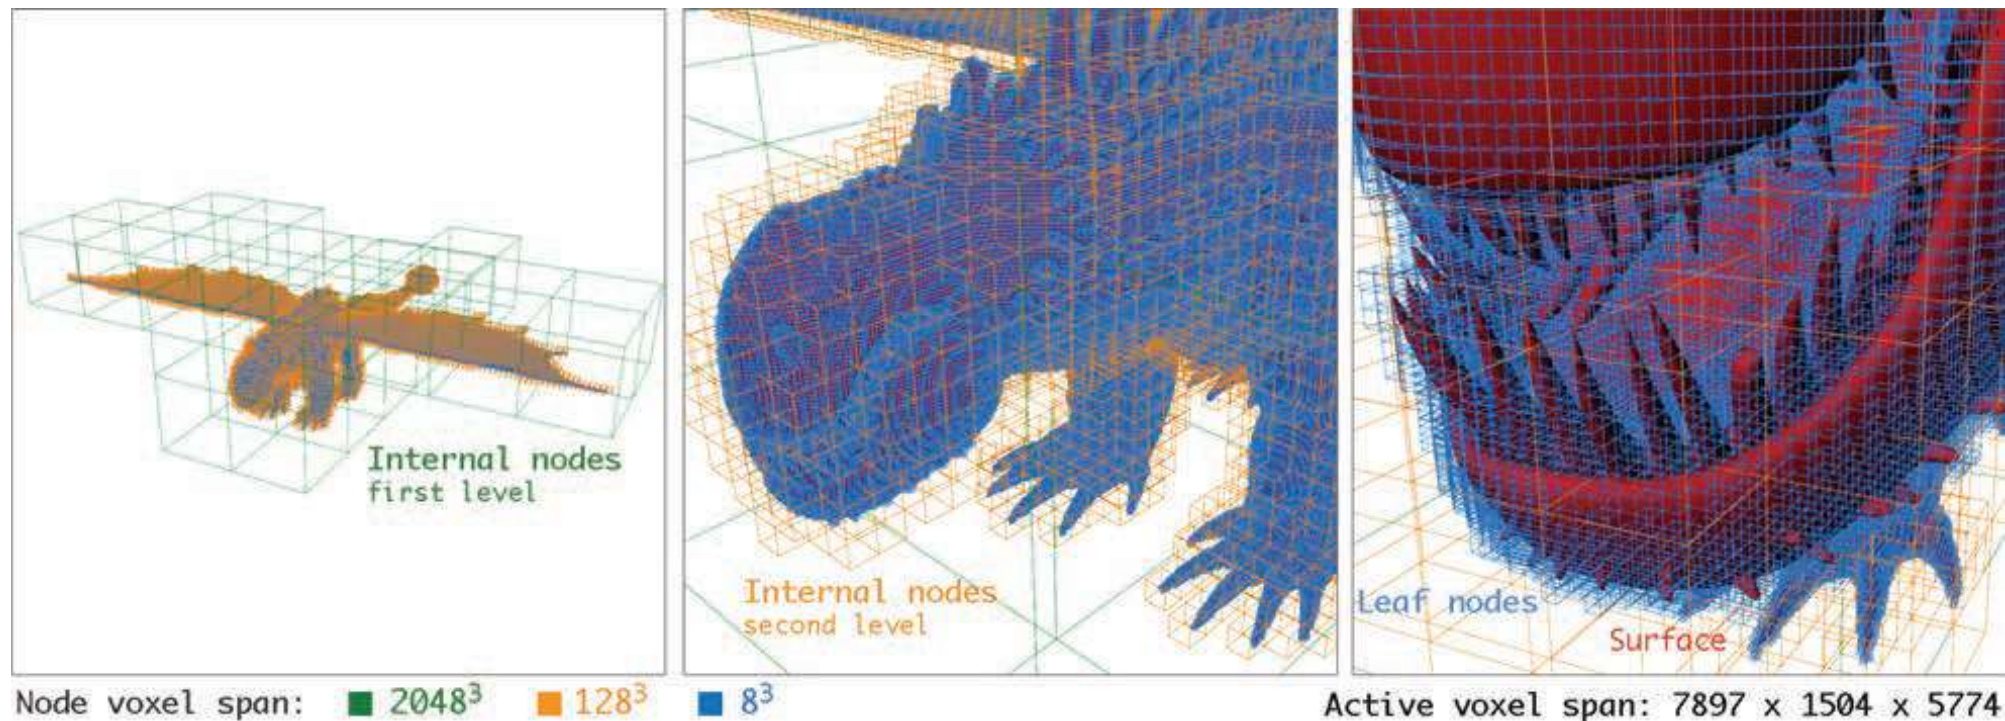 Internal nodes
first level
Internal nodes
second level
Leaf nodes
Surface
Node voxel span: 2048³ 128³ 8³
Active voxel span: 7897 x 1504 x 5774